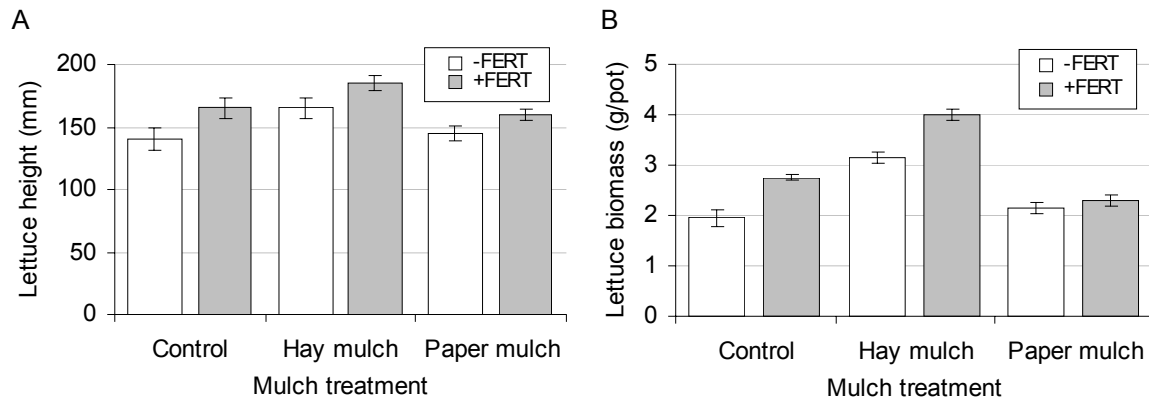 A
Lettuce height (mm)
200
150
100
50
0
-FERT
+FERT
Control
Hay mulch
Paper mulch
Mulch treatment
B
Lettuce biomass (g/pot)
5
4
3
2
1
0
-FERT
+FERT
Control
Hay mulch
Paper mulch
Mulch treatment